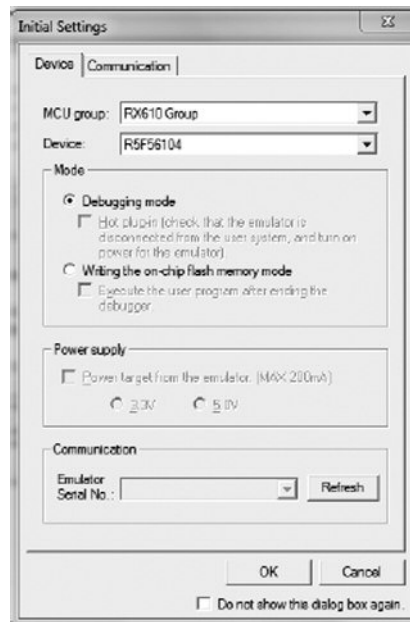 Initial Settings
Device
Communication
MCU group:
RX610 Group
Device:
R5F56104
Mode
Debugging mode
Hot plug-in (check that the emulator is
disconnected from the user system, and turn on
power for the emulator)
Writing the on-chip flash memory mode
Execute the user program after ending the
debugger.
Power supply
Power target from the emulator. (MAX 200mA)
3.3V
5.0V
Communication
Emulator
Serial No.:
Refresh
OK
Cancel
Do not show this dialog box again.